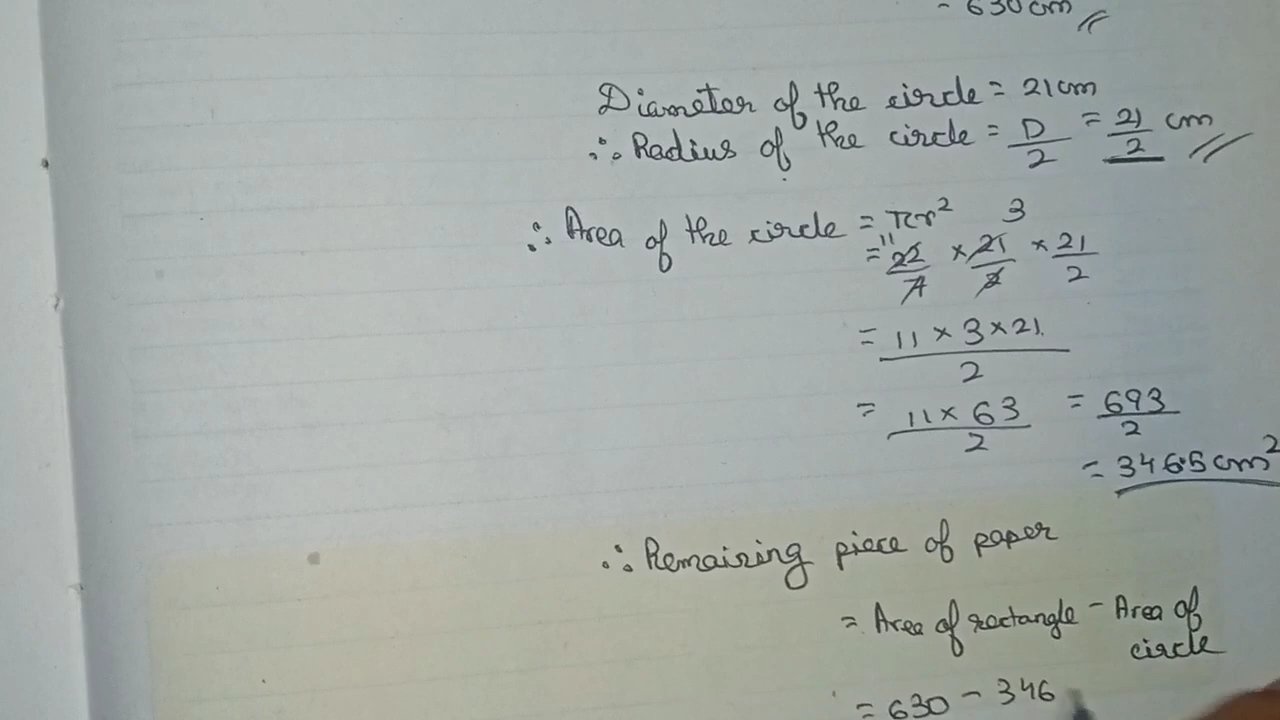 - 630 cm
Diameter of the circle = 21 cm
∴ Radius of the circle = D/2 = 21/2 cm
∴ Area of the circle = πr²
= 22/7 × 21/2 × 21/2
11 3
= 11 × 3 × 21 / 2
= 11 × 63 / 2 = 693/2
= 346.5 cm²
∴ Remaining piece of paper
= Area of rectangle - Area of
circle
= 630 - 346